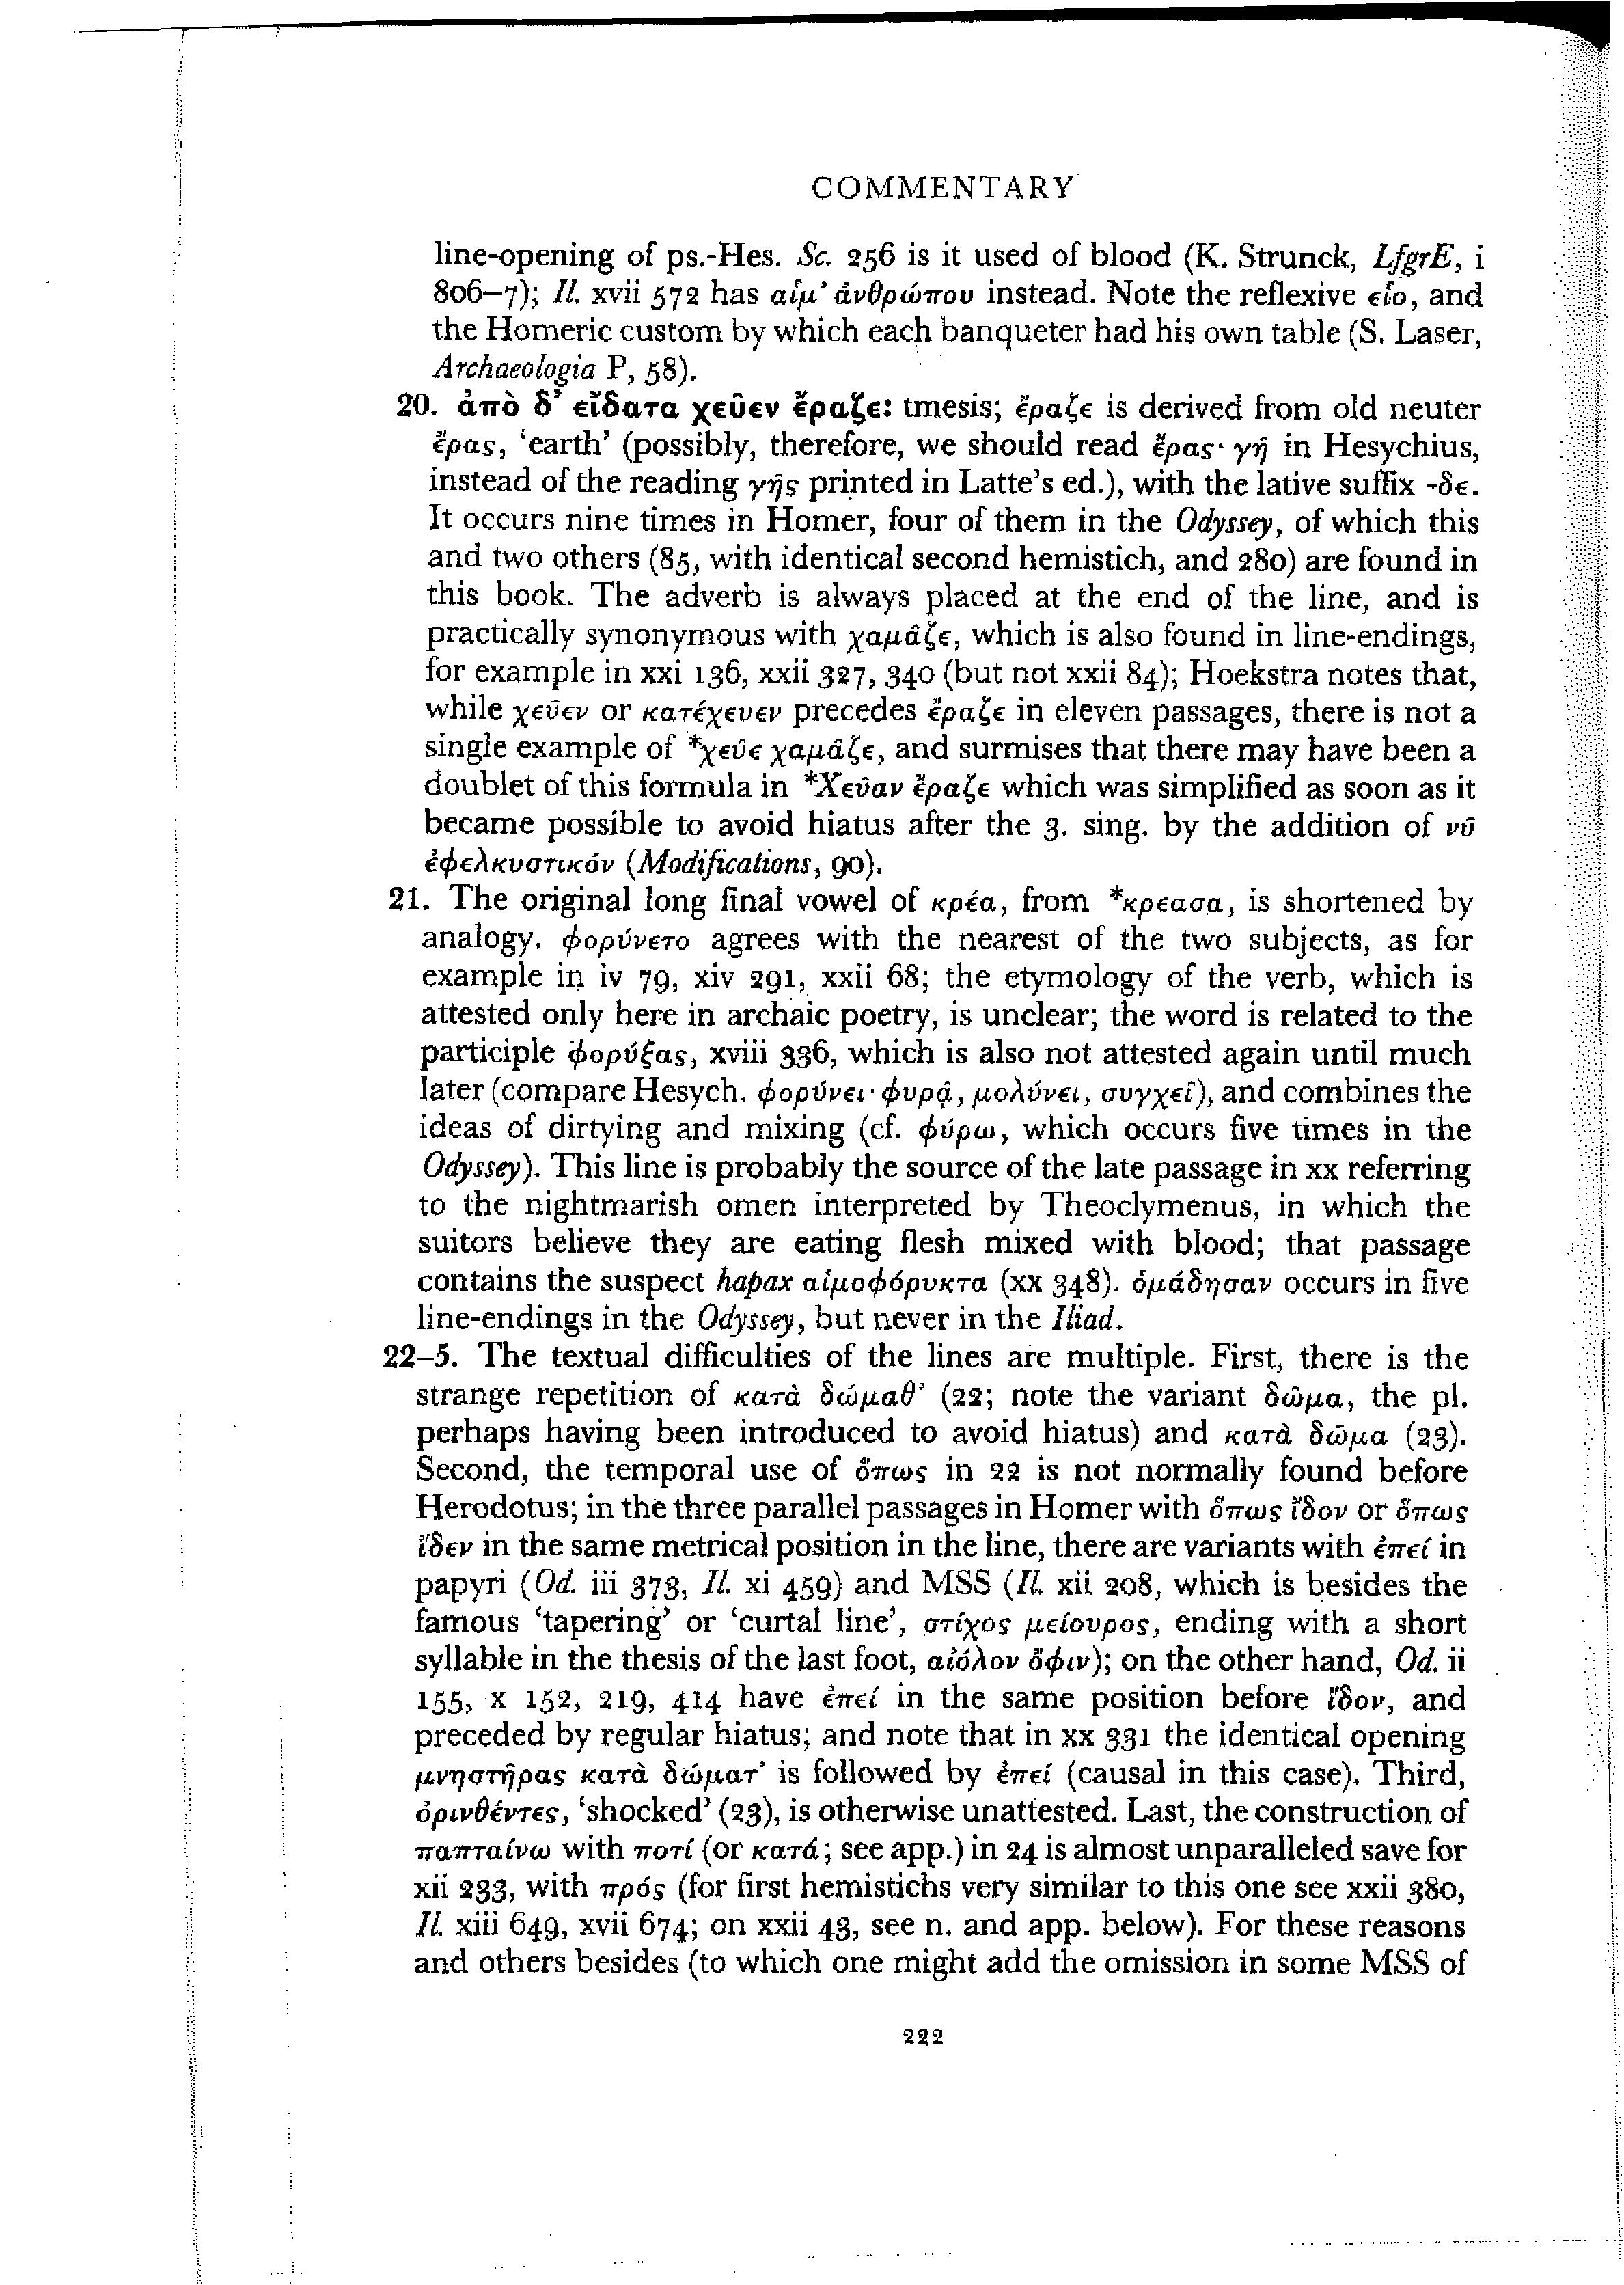 COMMENTARY
line-opening of ps.-Hes. Sc. 256 is it used of blood (K. Strunck, LfgrE, i
806–7); Il. xvii 572 has αἷμ' ἀνθρώπου instead. Note the reflexive εἷο, and
the Homeric custom by which each banqueter had his own table (S. Laser,
Archaeologia P, 58).
20. ἀπὸ δ' εἴδατα χεῦεν ἔραζε: tmesis; ἔραζε is derived from old neuter
ἔρας, 'earth' (possibly, therefore, we should read ἔρας· γῆ in Hesychius,
instead of the reading γῆς printed in Latte's ed.), with the lative suffix -δε.
It occurs nine times in Homer, four of them in the Odyssey, of which this
and two others (85, with identical second hemistich, and 280) are found in
this book. The adverb is always placed at the end of the line, and is
practically synonymous with χαμᾶζε, which is also found in line-endings,
for example in xxi 136, xxii 327, 340 (but not xxii 84); Hoekstra notes that,
while χεῦεν or κατέχευεν precedes ἔραζε in eleven passages, there is not a
single example of *χεῦε χαμᾶζε, and surmises that there may have been a
doublet of this formula in *Χεῦαν ἔραζε which was simplified as soon as it
became possible to avoid hiatus after the 3. sing. by the addition of νῦ
ἐφελκυστικόν (Modifications, 90).
21. The original long final vowel of κρέα, from *κρεασα, is shortened by
analogy. φορύνετο agrees with the nearest of the two subjects, as for
example in iv 79, xiv 291, xxii 68; the etymology of the verb, which is
attested only here in archaic poetry, is unclear; the word is related to the
participle φορύξας, xviii 336, which is also not attested again until much
later (compare Hesych. φορύνει· φυρᾷ, μολύνει, συγχεῖ), and combines the
ideas of dirtying and mixing (cf. φύρω, which occurs five times in the
Odyssey). This line is probably the source of the late passage in xx referring
to the nightmarish omen interpreted by Theoclymenus, in which the
suitors believe they are eating flesh mixed with blood; that passage
contains the suspect hapax αἱμοφόρυκτα (xx 348). ὁμάδησαν occurs in five
line-endings in the Odyssey, but never in the Iliad.
22–5. The textual difficulties of the lines are multiple. First, there is the
strange repetition of κατὰ δώμαθ' (22; note the variant δῶμα, the pl.
perhaps having been introduced to avoid hiatus) and κατὰ δῶμα (23).
Second, the temporal use of ὅπως in 22 is not normally found before
Herodotus; in the three parallel passages in Homer with ὅπως ἴδον or ὅπως
ἴδεν in the same metrical position in the line, there are variants with ἐπεί in
papyri (Od. iii 373, Il. xi 459) and MSS (Il. xii 208, which is besides the
famous 'tapering' or 'curtal line', στίχος μείουρος, ending with a short
syllable in the thesis of the last foot, αἰόλον ὄφιν); on the other hand, Od. ii
155, x 152, 219, 414 have ἐπεί in the same position before ἴδον, and
preceded by regular hiatus; and note that in xx 331 the identical opening
μνηστῆρας κατὰ δώματ' is followed by ἐπεί (causal in this case). Third,
ὀρινθέντες, 'shocked' (23), is otherwise unattested. Last, the construction of
παπταίνω with ποτί (or κατά; see app.) in 24 is almost unparalleled save for
xii 233, with πρός (for first hemistichs very similar to this one see xxii 380,
Il. xiii 649, xvii 674; on xxii 43, see n. and app. below). For these reasons
and others besides (to which one might add the omission in some MSS of
222